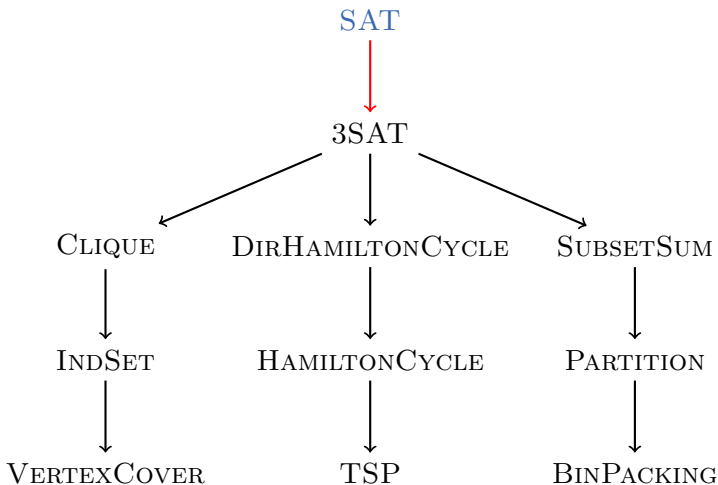 SAT
3SAT
CLIQUE DIRHAMILTONCYCLE SUBSETSUM
INDSET HAMILTONCYCLE PARTITION
VERTEXCOVER TSP BINPACKING